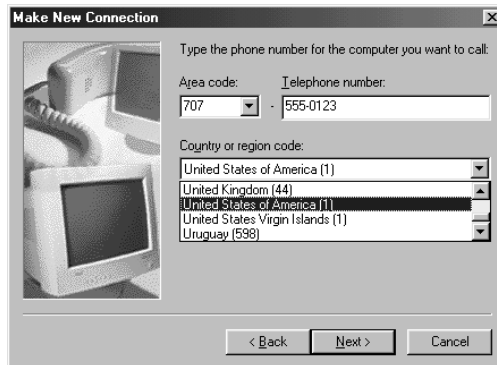 Make New Connection
Type the phone number for the computer you want to call:
Area code: Telephone number:
707 - 555-0123
Country or region code:
United States of America (1)
United Kingdom (44)
United States of America (1)
United States Virgin Islands (1)
Uruguay (598)
< Back Next > Cancel